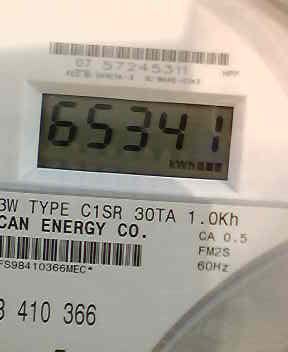 07 57245311
65341
kWh
3W TYPE C1SR 30TA 1.0Kh
CAN ENERGY CO.
CA 0.5
FM2S
FS98410366MEC*
60Hz
410 366